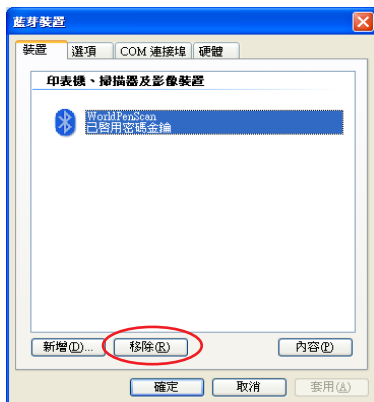 藍芽裝置
裝置 選項 COM 連接埠 硬體
印表機、掃描器及影像裝置
WorldPenScan
已啓用密碼金鑰
新增(D)... 移除(R) 內容(P)
確定 取消 套用(A)